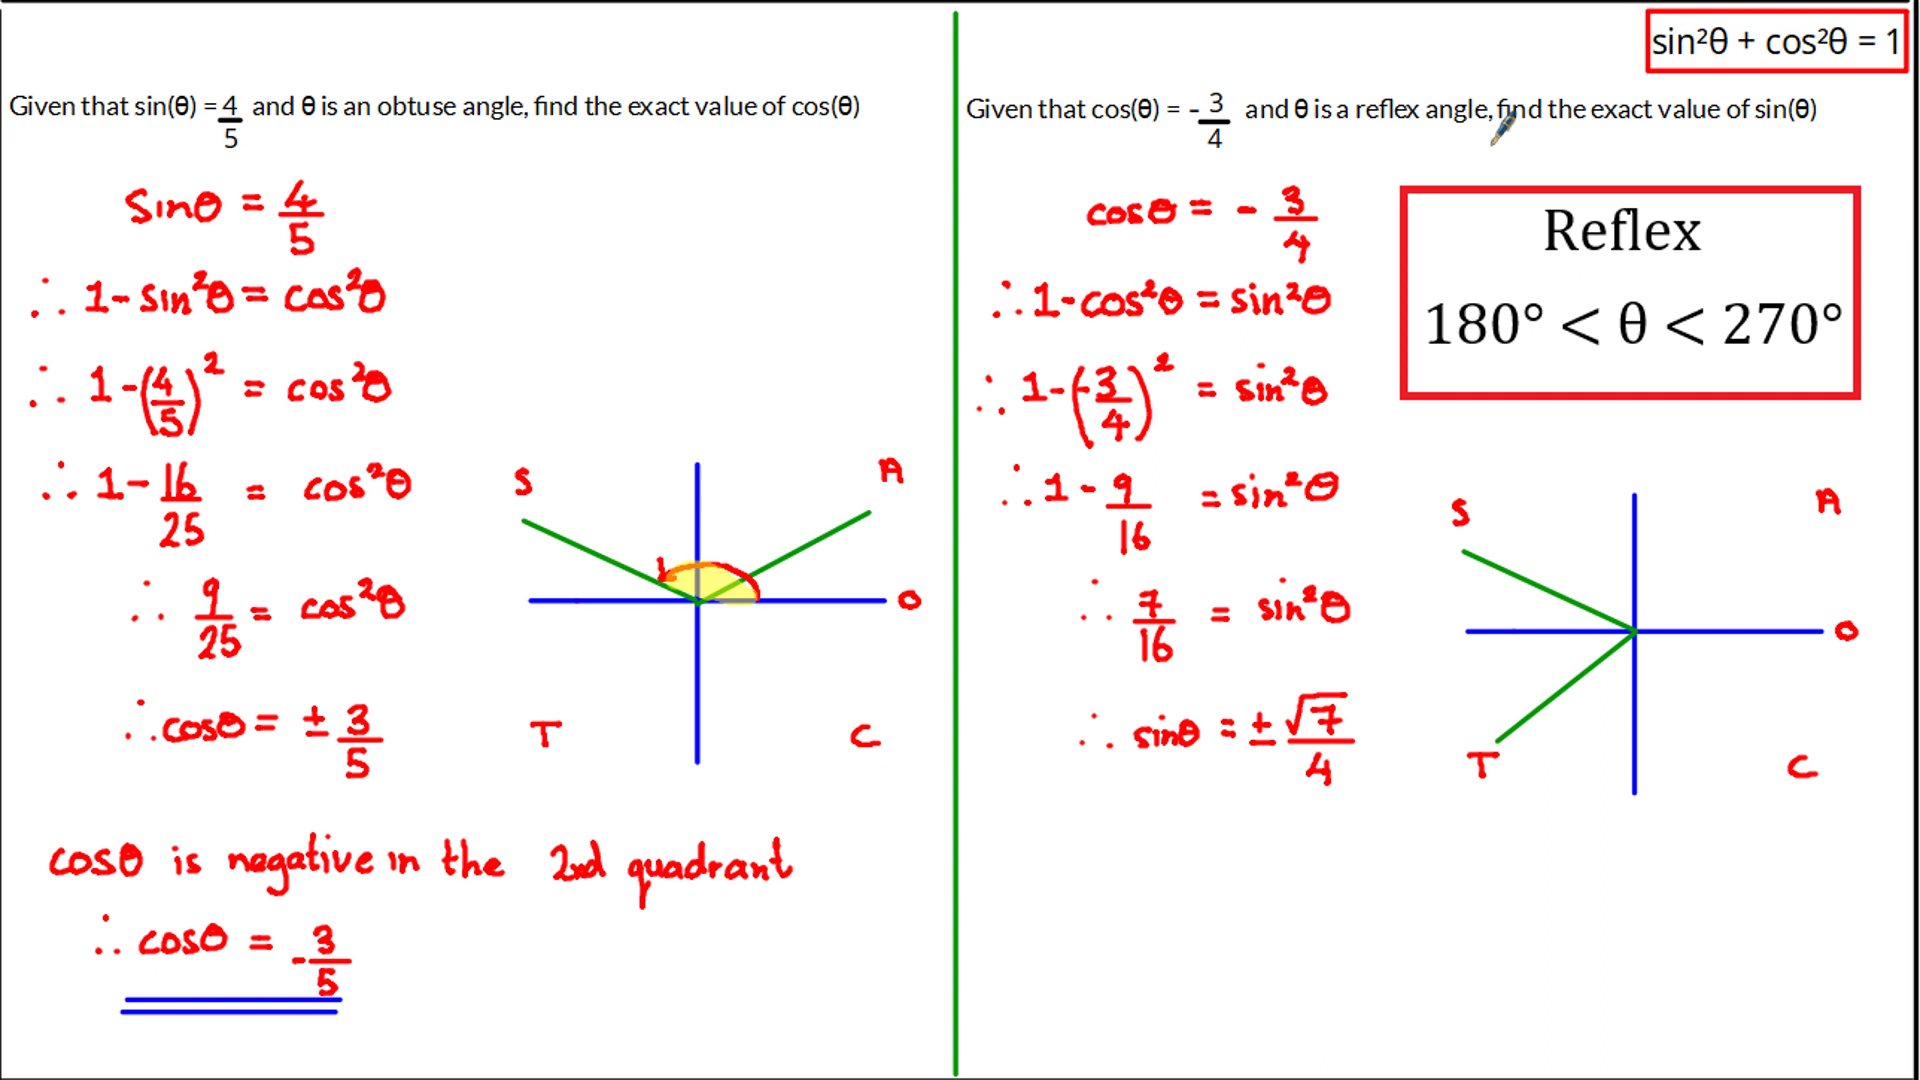 sin²θ + cos²θ = 1
Given that sin(θ) = 4/5 and θ is an obtuse angle, find the exact value of cos(θ)
sinθ = 4/5
∴ 1 - sin²θ = cos²θ
∴ 1 - (4/5)² = cos²θ
∴ 1 - 16/25 = cos²θ
∴ 9/25 = cos²θ
∴ cosθ = ± 3/5
S A
O
T C
cosθ is negative in the 2nd quadrant
∴ cosθ = -3/5
Given that cos(θ) = - 3/4 and θ is a reflex angle, find the exact value of sin(θ)
cosθ = - 3/4
∴ 1 - cos²θ = sin²θ
∴ 1 - (-3/4)² = sin²θ
∴ 1 - 9/16 = sin²θ
∴ 7/16 = sin²θ
∴ sinθ = ± √7/4
Reflex
180° < θ < 270°
S A
O
T C